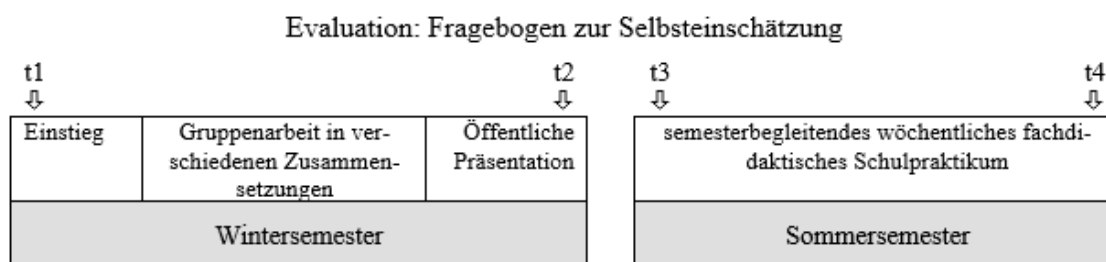 Evaluation: Fragebogen zur Selbsteinschätzung
t1
t2
t3
t4
Einstieg
Gruppenarbeit in ver-
schiedenen Zusammen-
setzungen
Öffentliche
Präsentation
semesterbegleitendes wöchentliches fachdi-
daktisches Schulpraktikum
Wintersemester
Sommersemester